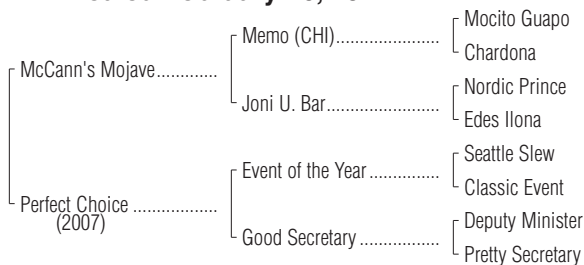 Mocito Guapo
Memo (CHI)........................
Chardona
McCann's Mojave.............
Nordic Prince
Joni U. Bar..........................
Edes Ilona
Seattle Slew
Event of the Year................
Classic Event
Perfect Choice ..................
(2007)
Deputy Minister
Good Secretary ..................
Pretty Secretary